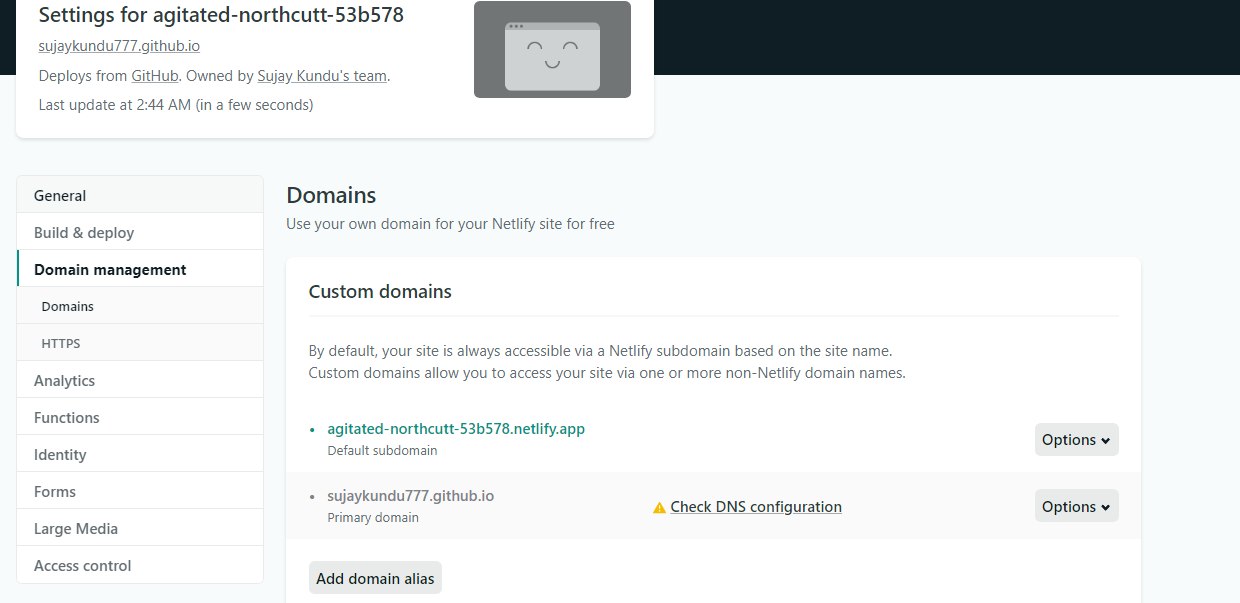 Settings for agitated-northcutt-53b578
sujaykundu777.github.io
Deploys from GitHub. Owned by Sujay Kundu's team.
Last update at 2:44 AM (in a few seconds)
General
Build & deploy
Domain management
Domains
HTTPS
Analytics
Functions
Identity
Forms
Large Media
Access control
Domains
Use your own domain for your Netlify site for free
Custom domains
By default, your site is always accessible via a Netlify subdomain based on the site name.
Custom domains allow you to access your site via one or more non-Netlify domain names.
agitated-northcutt-53b578.netlify.app
Default subdomain
Options
sujaykundu777.github.io
Primary domain
Check DNS configuration
Options
Add domain alias